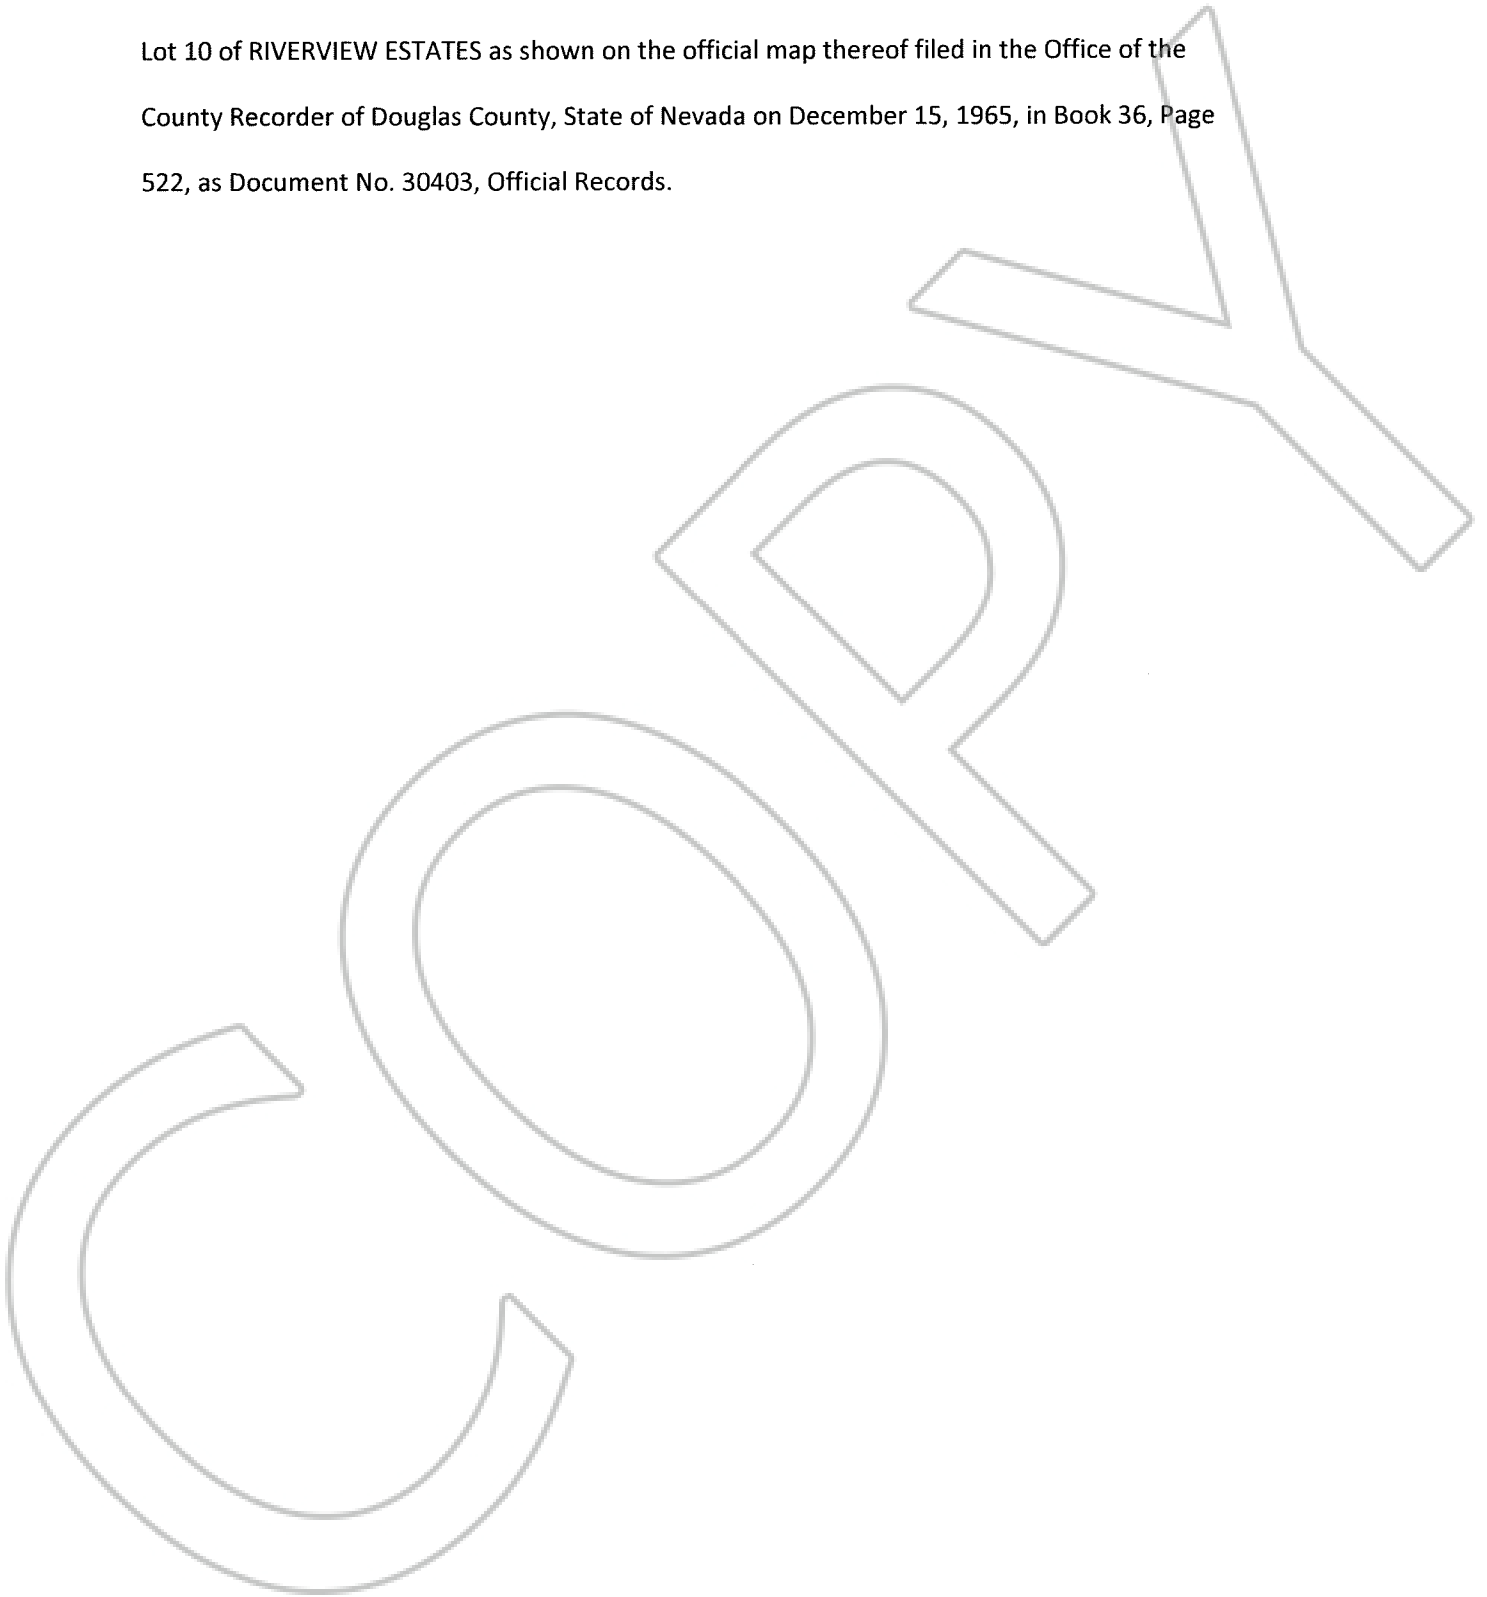 Lot 10 of RIVERVIEW ESTATES as shown on the official map thereof filed in the Office of the
County Recorder of Douglas County, State of Nevada on December 15, 1965, in Book 36, Page
522, as Document No. 30403, Official Records.
COPY